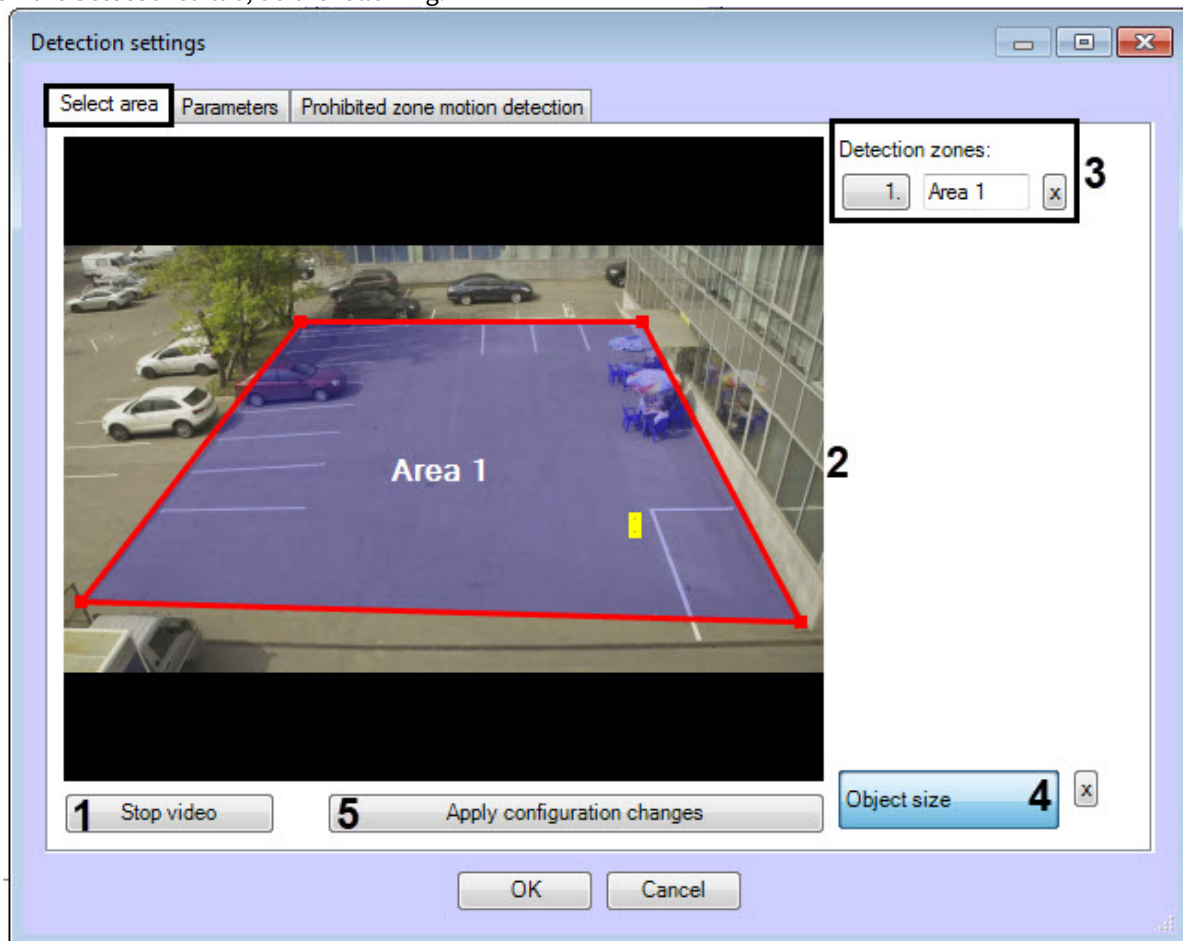 Detection settings
Select area
Parameters
Prohibited zone motion detection
Detection zones:
1.
Area 1
x
3
Area 1
2
1
Stop video
5
Apply configuration changes
Object size
4
x
OK
Cancel